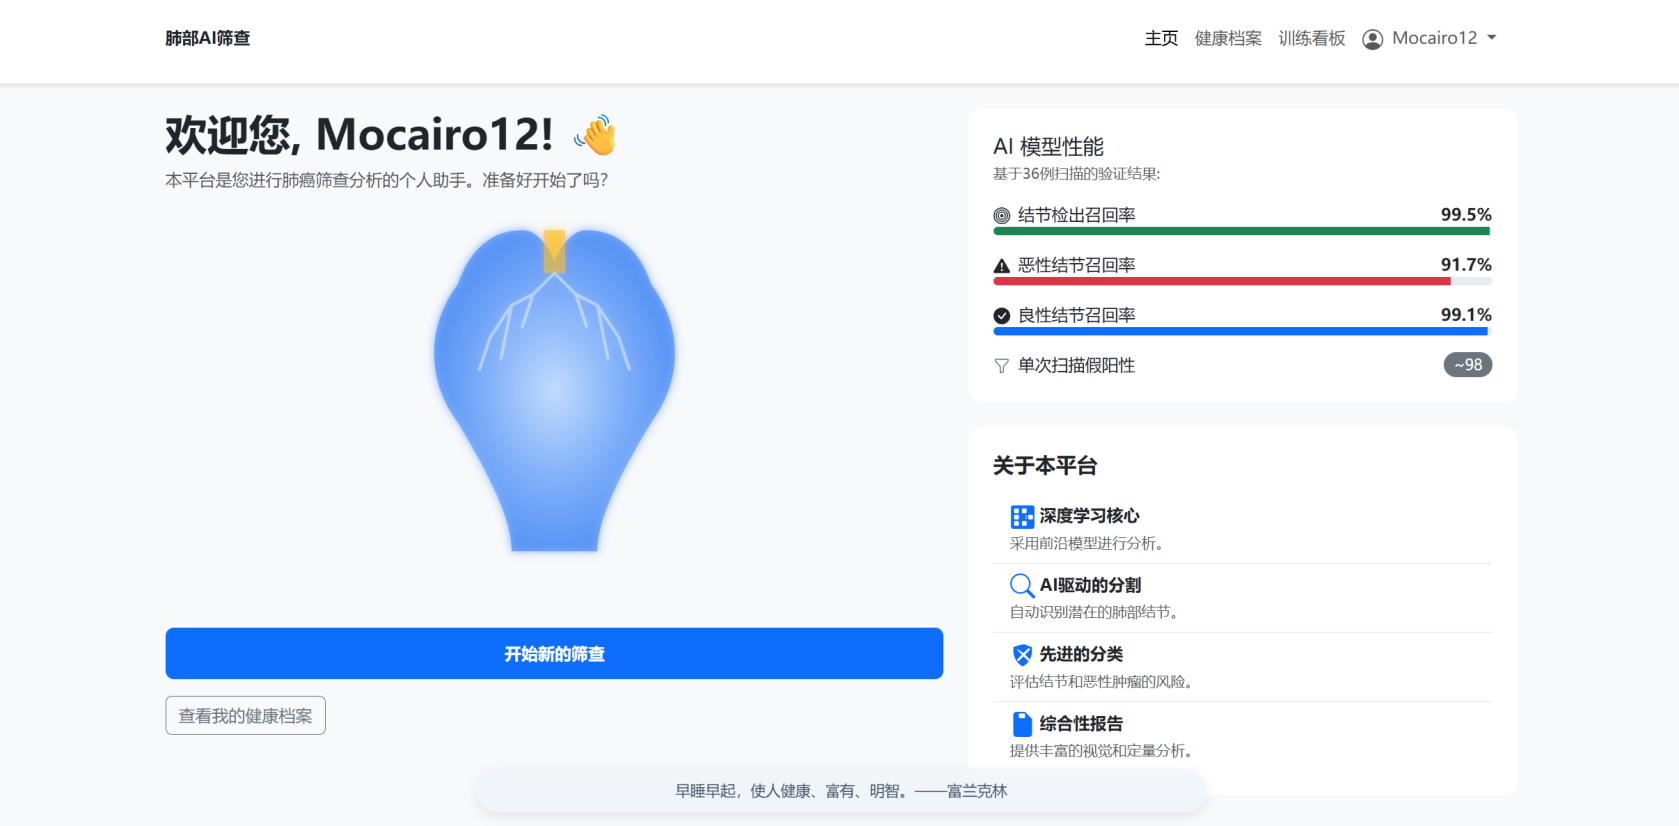 肺部AI筛查
主页 健康档案 训练看板 Mocairo12
欢迎您, Mocairo12! 👋
本平台是您进行肺癌筛查分析的个人助手。准备好开始了吗?
开始新的筛查
查看我的健康档案
AI 模型性能
基于36例扫描的验证结果:
结节检出召回率 99.5%
恶性结节召回率 91.7%
良性结节召回率 99.1%
单次扫描假阳性 ~98
关于本平台
深度学习核心
采用前沿模型进行分析。
AI驱动的分割
自动识别潜在的肺部结节。
先进的分类
评估结节和恶性肿瘤的风险。
综合性报告
提供丰富的视觉和定量分析。
早睡早起，使人健康、富有、明智。——富兰克林